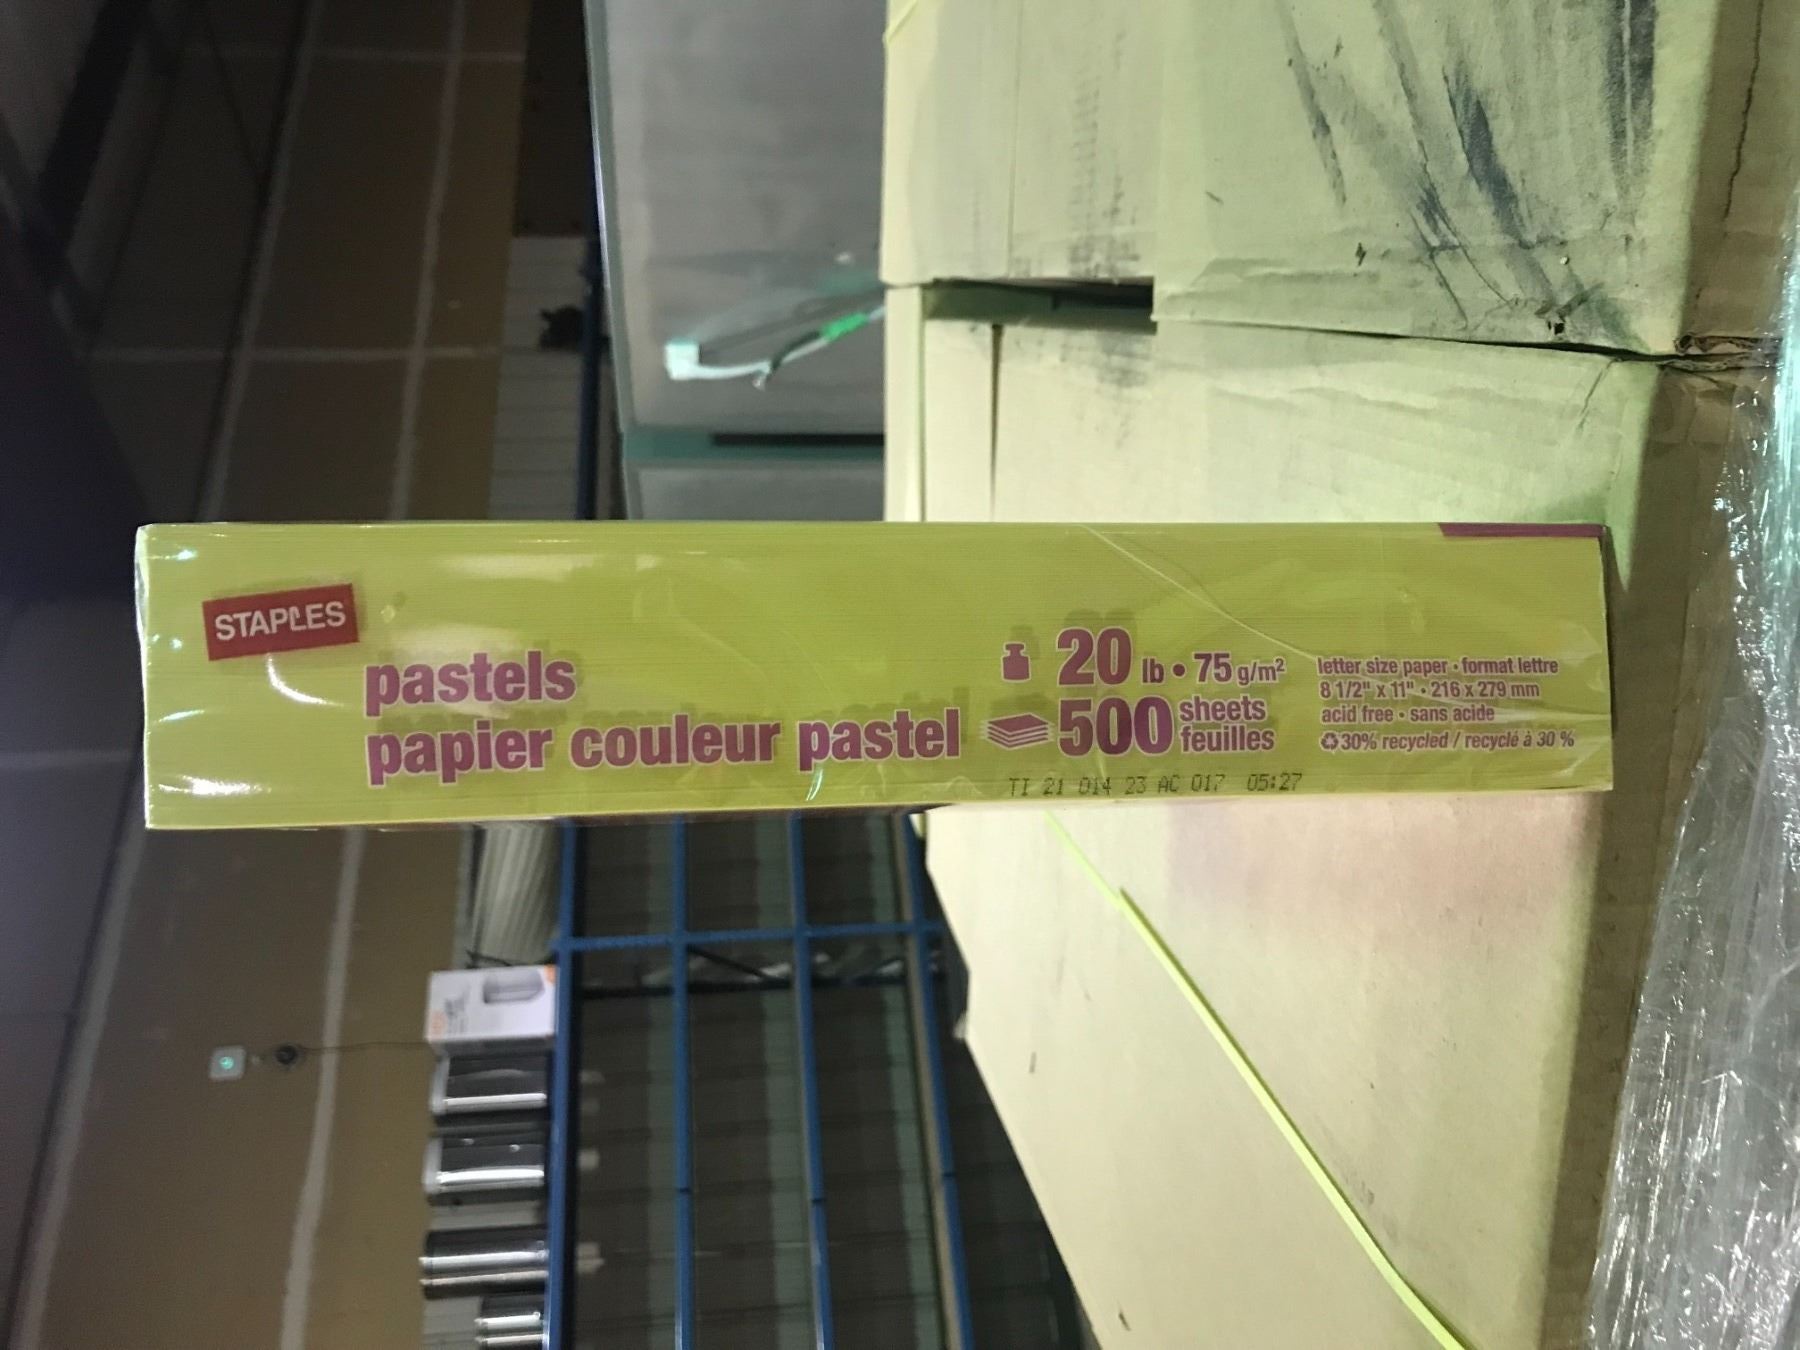 STAPLES
pastels
papier couleur pastel
20 lb • 75 g/m²
500 sheets
feuilles
letter size paper • format lettre
8 1/2" x 11" • 216 x 279 mm
acid free • sans acide
30% recycled / recyclé à 30 %
TI 21 014 23 AC 017 05:27